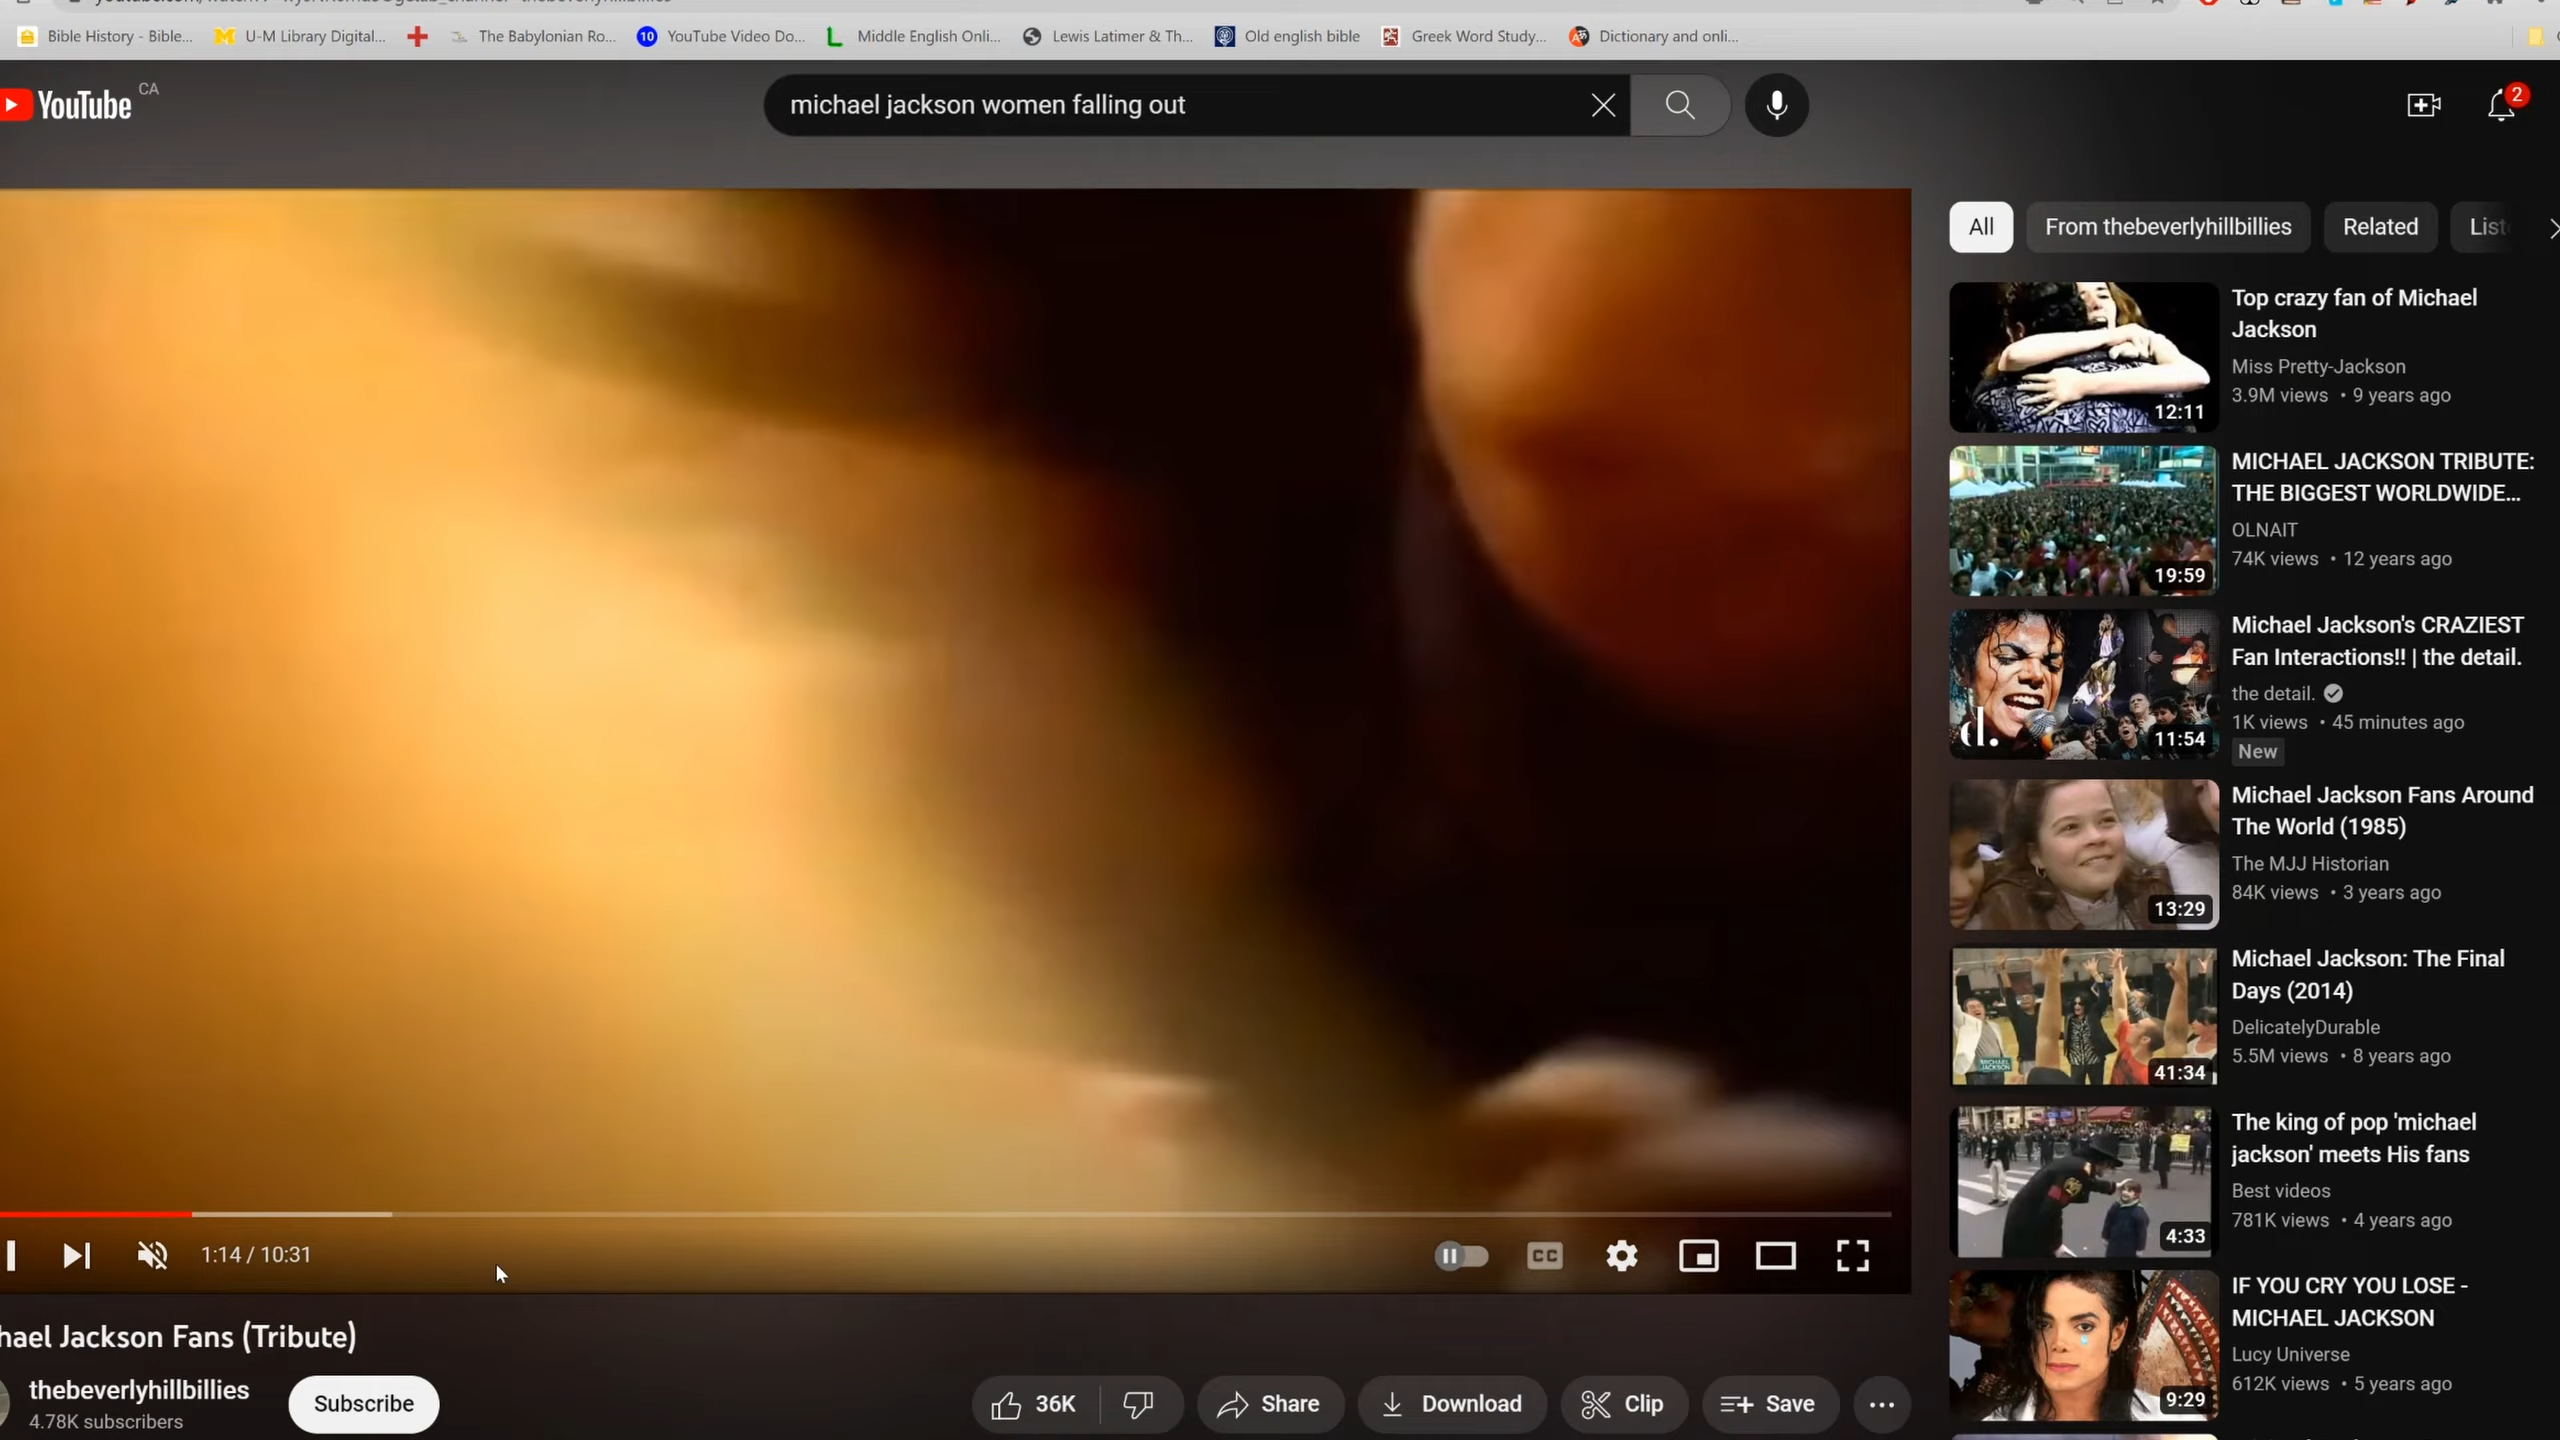 Bible History - Bible...
U-M Library Digital...
The Babylonian Ro...
10 YouTube Video Do...
Middle English Onli...
Lewis Latimer & Th...
Old english bible
Greek Word Study...
Dictionary and onli...
YouTube CA
michael jackson women falling out
2
All
From thebeverlyhillbillies
Related
Top crazy fan of Michael
Jackson
Miss Pretty-Jackson
3.9M views • 9 years ago
12:11
MICHAEL JACKSON TRIBUTE:
THE BIGGEST WORLDWIDE...
OLNAIT
74K views • 12 years ago
19:59
Michael Jackson's CRAZIEST
Fan Interactions!! | the detail.
the detail.
1K views • 45 minutes ago
New
d.
11:54
Michael Jackson Fans Around
The World (1985)
The MJJ Historian
84K views • 3 years ago
13:29
Michael Jackson: The Final
Days (2014)
DelicatelyDurable
5.5M views • 8 years ago
41:34
The king of pop 'michael
jackson' meets His fans
Best videos
781K views • 4 years ago
4:33
IF YOU CRY YOU LOSE -
MICHAEL JACKSON
Lucy Universe
612K views • 5 years ago
9:29
1:14 / 10:31
CC
hael Jackson Fans (Tribute)
thebeverlyhillbillies
4.78K subscribers
Subscribe
36K
Share
Download
Clip
Save